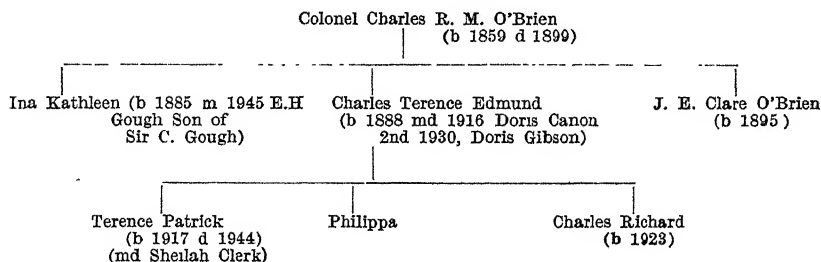 Colonel Charles R. M. O'Brien
(b 1859 d 1899)
Ina Kathleen (b 1885 m 1945 E.H
Gough Son of
Sir C. Gough)
Charles Terence Edmund
(b 1888 md 1916 Doris Canon
2nd 1930, Doris Gibson)
J. E. Clare O'Brien
(b 1895)
Terence Patrick
(b 1917 d 1944)
(md Sheilah Clerk)
Philippa
Charles Richard
(b 1923)